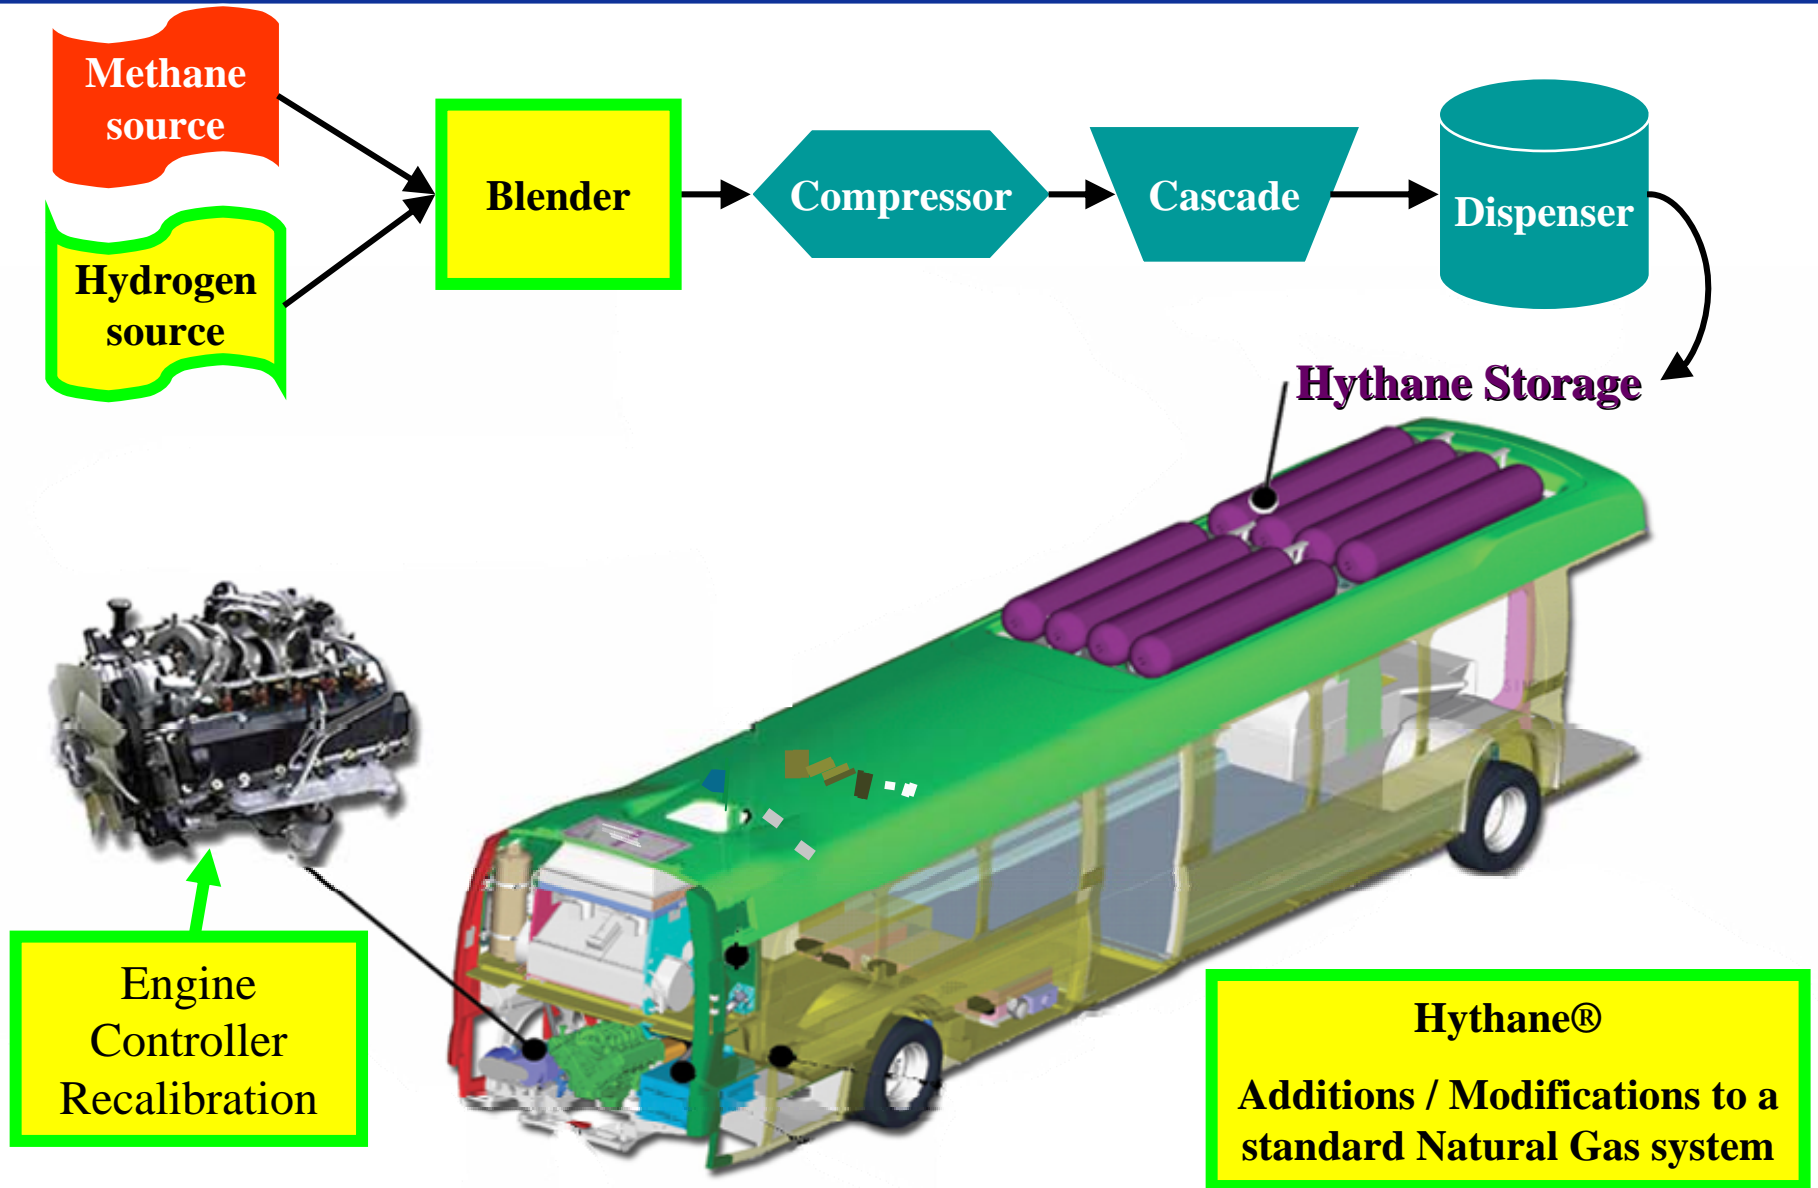 Methane
source
Hydrogen
source
Blender
Compressor
Cascade
Dispenser
Hythane Storage
Engine
Controller
Recalibration
Hythane®
Additions / Modifications to a
standard Natural Gas system